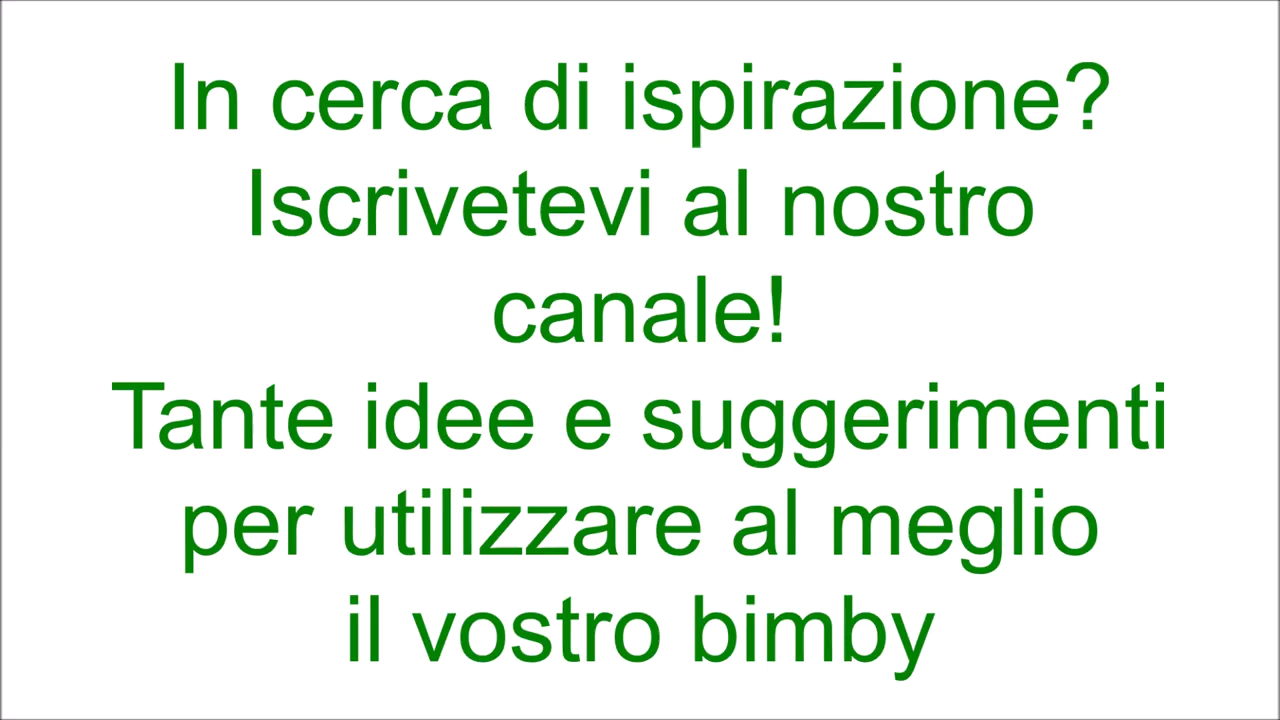 In cerca di ispirazione?
Iscrivetevi al nostro
canale!
Tante idee e suggerimenti
per utilizzare al meglio
il vostro bimby